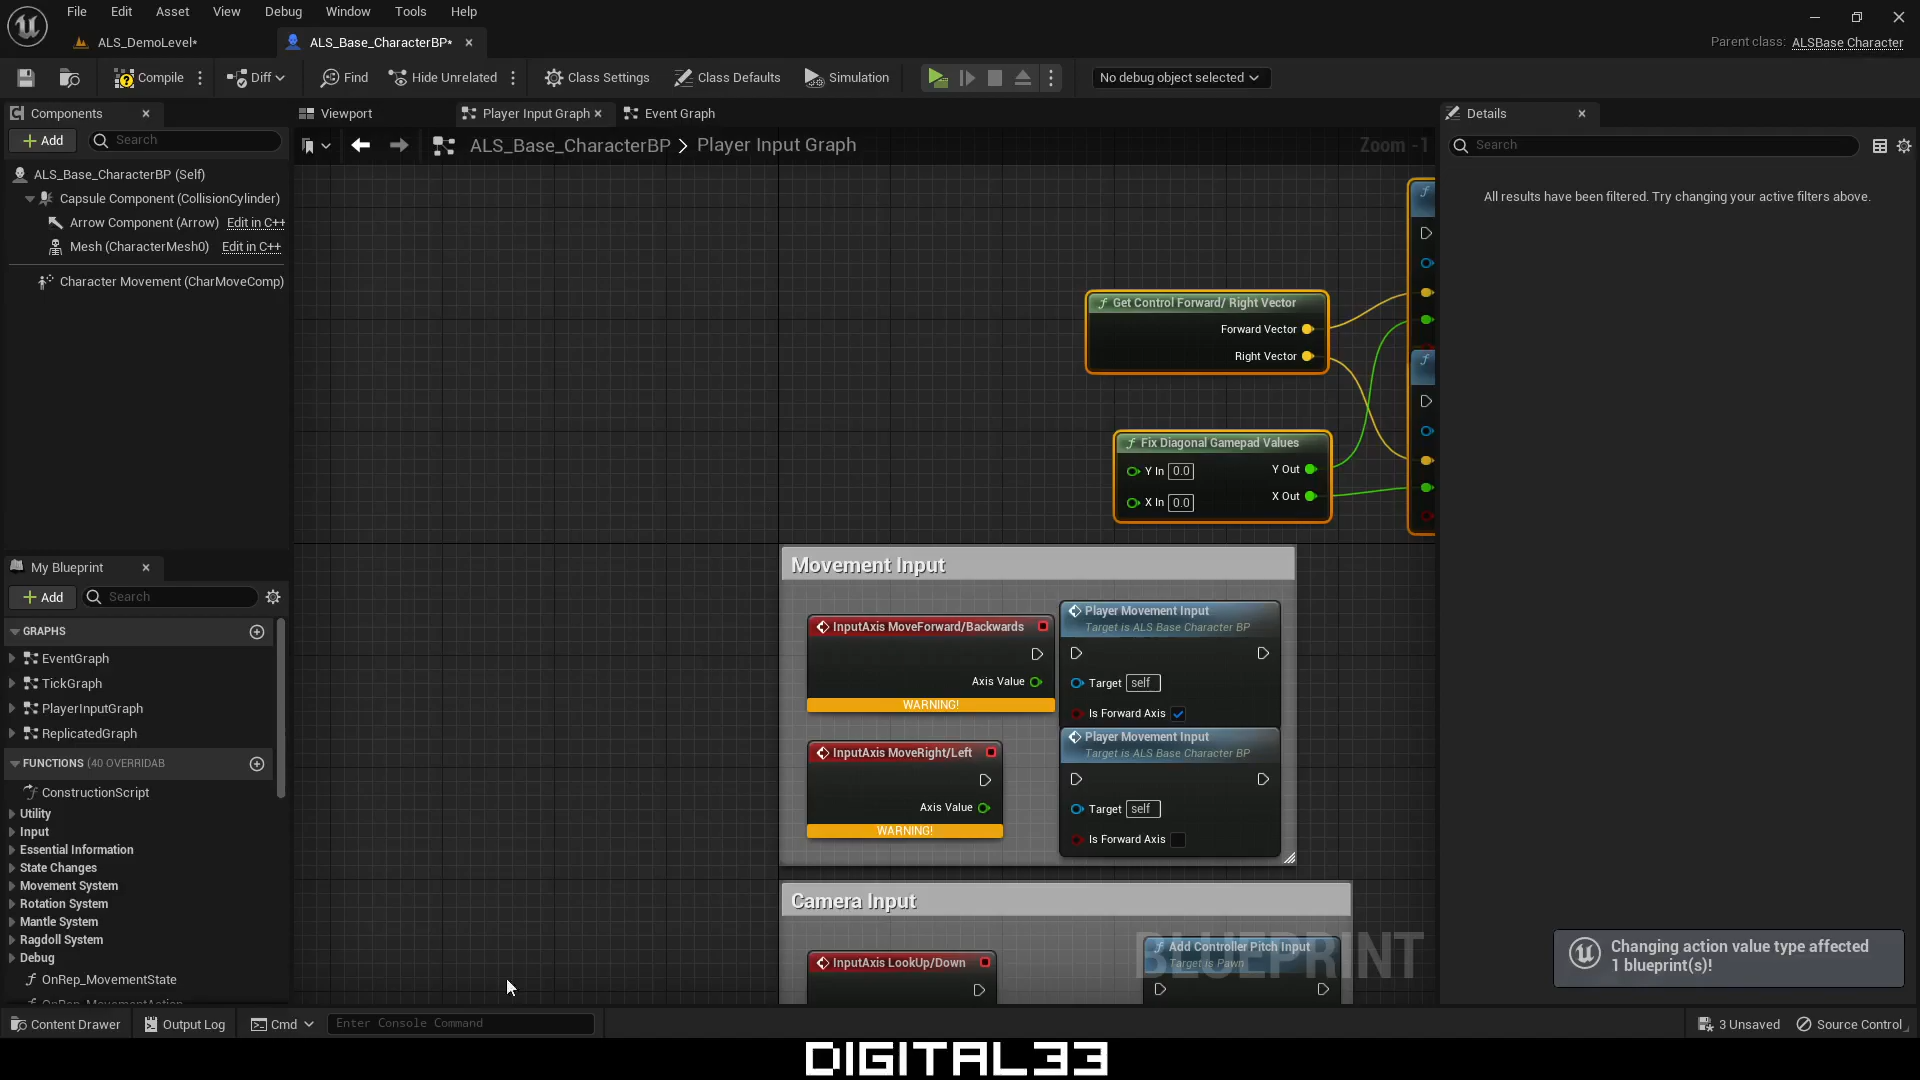 File Edit Asset View Debug Window Tools Help
ALS_DemoLevel*
ALS_Base_CharacterBP*
Parent class: ALSBase Character
Compile
Diff
Find
Hide Unrelated
Class Settings
Class Defaults
Simulation
No debug object selected
Components
Viewport
Player Input Graph
Event Graph
Details
Add
Search
ALS_Base_CharacterBP
Player Input Graph
Zoom -1
Search
All results have been filtered. Try changing your active filters above.
ALS_Base_CharacterBP (Self)
Capsule Component (CollisionCylinder)
Arrow Component (Arrow) Edit in C++
Mesh (CharacterMesh0) Edit in C++
Character Movement (CharMoveComp)
Get Control Forward/ Right Vector
Forward Vector
Right Vector
Fix Diagonal Gamepad Values
Y In 0.0 Y Out
X In 0.0 X Out
My Blueprint
Add
Search
GRAPHS
EventGraph
TickGraph
PlayerInputGraph
ReplicatedGraph
FUNCTIONS (40 OVERRIDAB
ConstructionScript
Utility
Input
Essential Information
State Changes
Movement System
Rotation System
Mantle System
Ragdoll System
Debug
OnRep_MovementState
OnRep_MovementAction
Movement Input
InputAxis MoveForward/Backwards
Axis Value
WARNING!
Player Movement Input
Target is ALS Base Character BP
Target self
Is Forward Axis
InputAxis MoveRight/Left
Axis Value
WARNING!
Player Movement Input
Target is ALS Base Character BP
Target self
Is Forward Axis
Camera Input
InputAxis LookUp/Down
Add Controller Pitch Input
Target is Pawn
BLUEPRINT
Changing action value type affected
1 blueprint(s)!
Content Drawer
Output Log
Cmd
Enter Console Command
3 Unsaved
Source Control
DIGITAL33